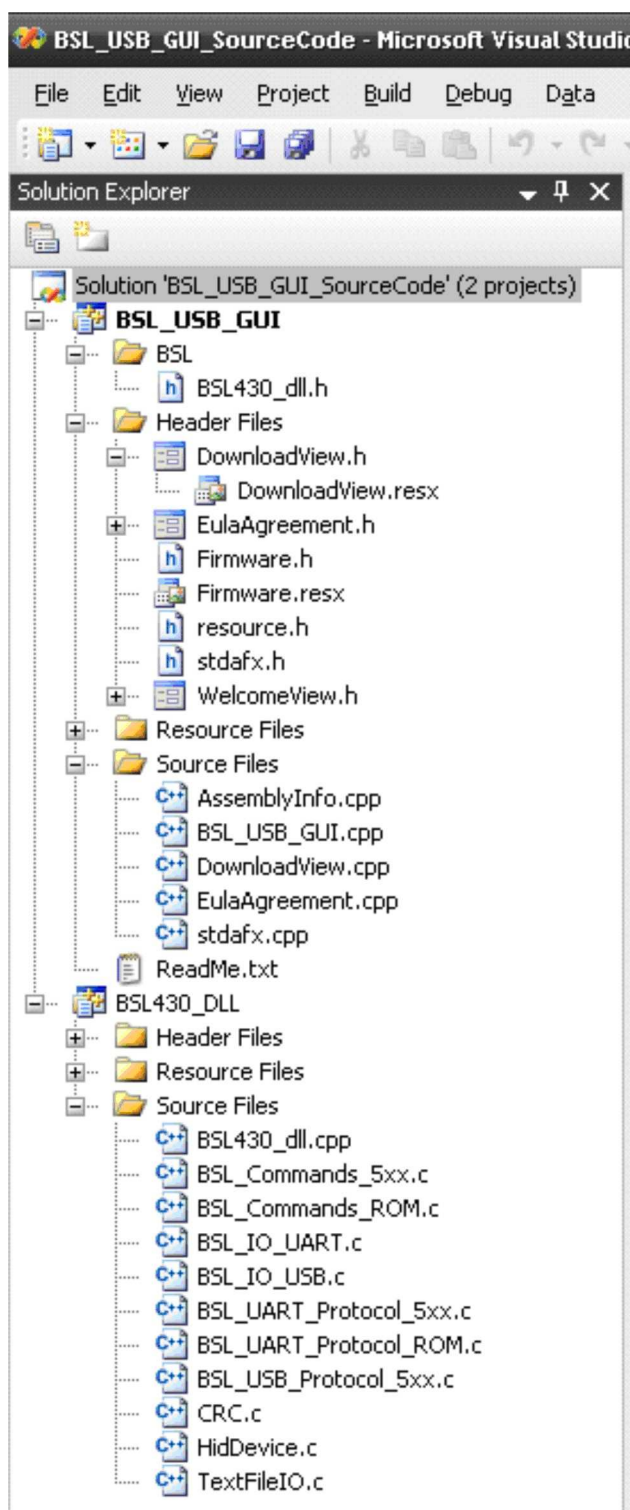 BSL_USB_GUI_SourceCode - Microsoft Visual Studio
File Edit View Project Build Debug Data
Solution Explorer
Solution 'BSL_USB_GUI_SourceCode' (2 projects)
BSL_USB_GUI
BSL
BSL430_dll.h
Header Files
DownloadView.h
DownloadView.resx
EulaAgreement.h
Firmware.h
Firmware.resx
resource.h
stdafx.h
WelcomeView.h
Resource Files
Source Files
AssemblyInfo.cpp
BSL_USB_GUI.cpp
DownloadView.cpp
EulaAgreement.cpp
stdafx.cpp
ReadMe.txt
BSL430_DLL
Header Files
Resource Files
Source Files
BSL430_dll.cpp
BSL_Commands_5xx.c
BSL_Commands_ROM.c
BSL_IO_UART.c
BSL_IO_USB.c
BSL_UART_Protocol_5xx.c
BSL_UART_Protocol_ROM.c
BSL_USB_Protocol_5xx.c
CRC.c
HidDevice.c
TextFileIO.c